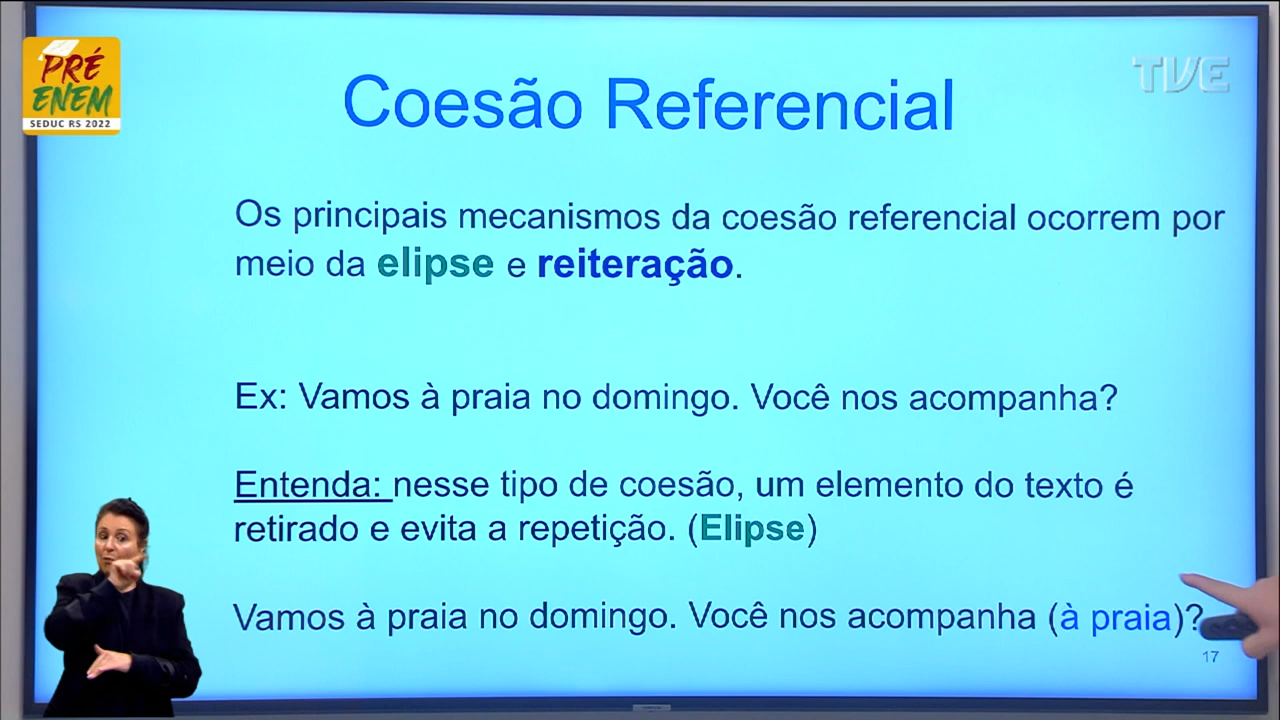 PRÉ
ENEM
SEDUC RS 2022
TVE
Coesão Referencial
Os principais mecanismos da coesão referencial ocorrem por
meio da elipse e reiteração.
Ex: Vamos à praia no domingo. Você nos acompanha?
Entenda: nesse tipo de coesão, um elemento do texto é
retirado e evita a repetição. (Elipse)
Vamos à praia no domingo. Você nos acompanha (à praia)?
17